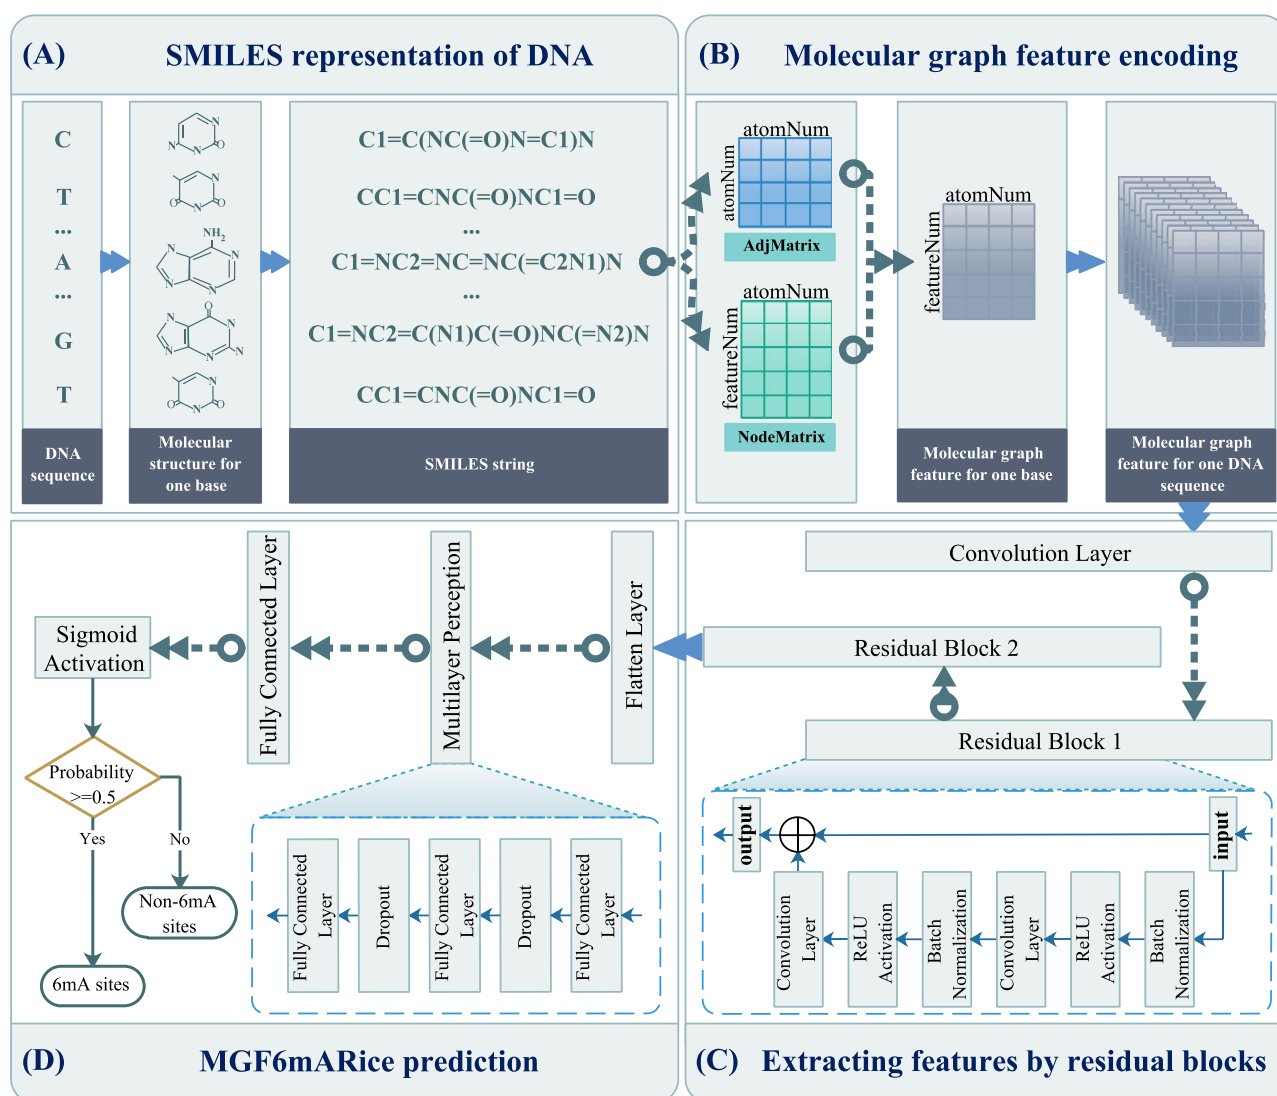 (A)
SMILES representation of DNA
C
T
...
A
...
G
T
N
N
N
O
N
O
N
O
NH2
N
N
N
N
O
N
N
N
N
N
N
O
N
O
C1=C(NC(=O)N=C1)N
CC1=CNC(=O)NC1=O
...
C1=NC2=NC=NC(=C2N1)N
...
C1=NC2=C(N1)C(=O)NC(=N2)N
CC1=CNC(=O)NC1=O
DNA
sequence
Molecular
structure for
one base
SMILES string
(B)
Molecular graph feature encoding
atomNum
atomNum
AdjMatrix
atomNum
featureNum
NodeMatrix
atomNum
featureNum
Molecular graph
feature for one base
Molecular graph
feature for one DNA
sequence
Convolution Layer
Residual Block 2
Residual Block 1
input
output
Batch
Normalization
ReLU
Activation
Convolution
Layer
Batch
Normalization
ReLU
Activation
Convolution
Layer
(C)
Extracting features by residual blocks
Flatten Layer
Multilayer Perception
Fully Connected Layer
Sigmoid
Activation
Probability
>=0.5
Yes
No
Non-6mA
sites
6mA sites
Fully Connected
Layer
Dropout
Fully Connected
Layer
Dropout
Fully Connected
Layer
(D)
MGF6mARice prediction